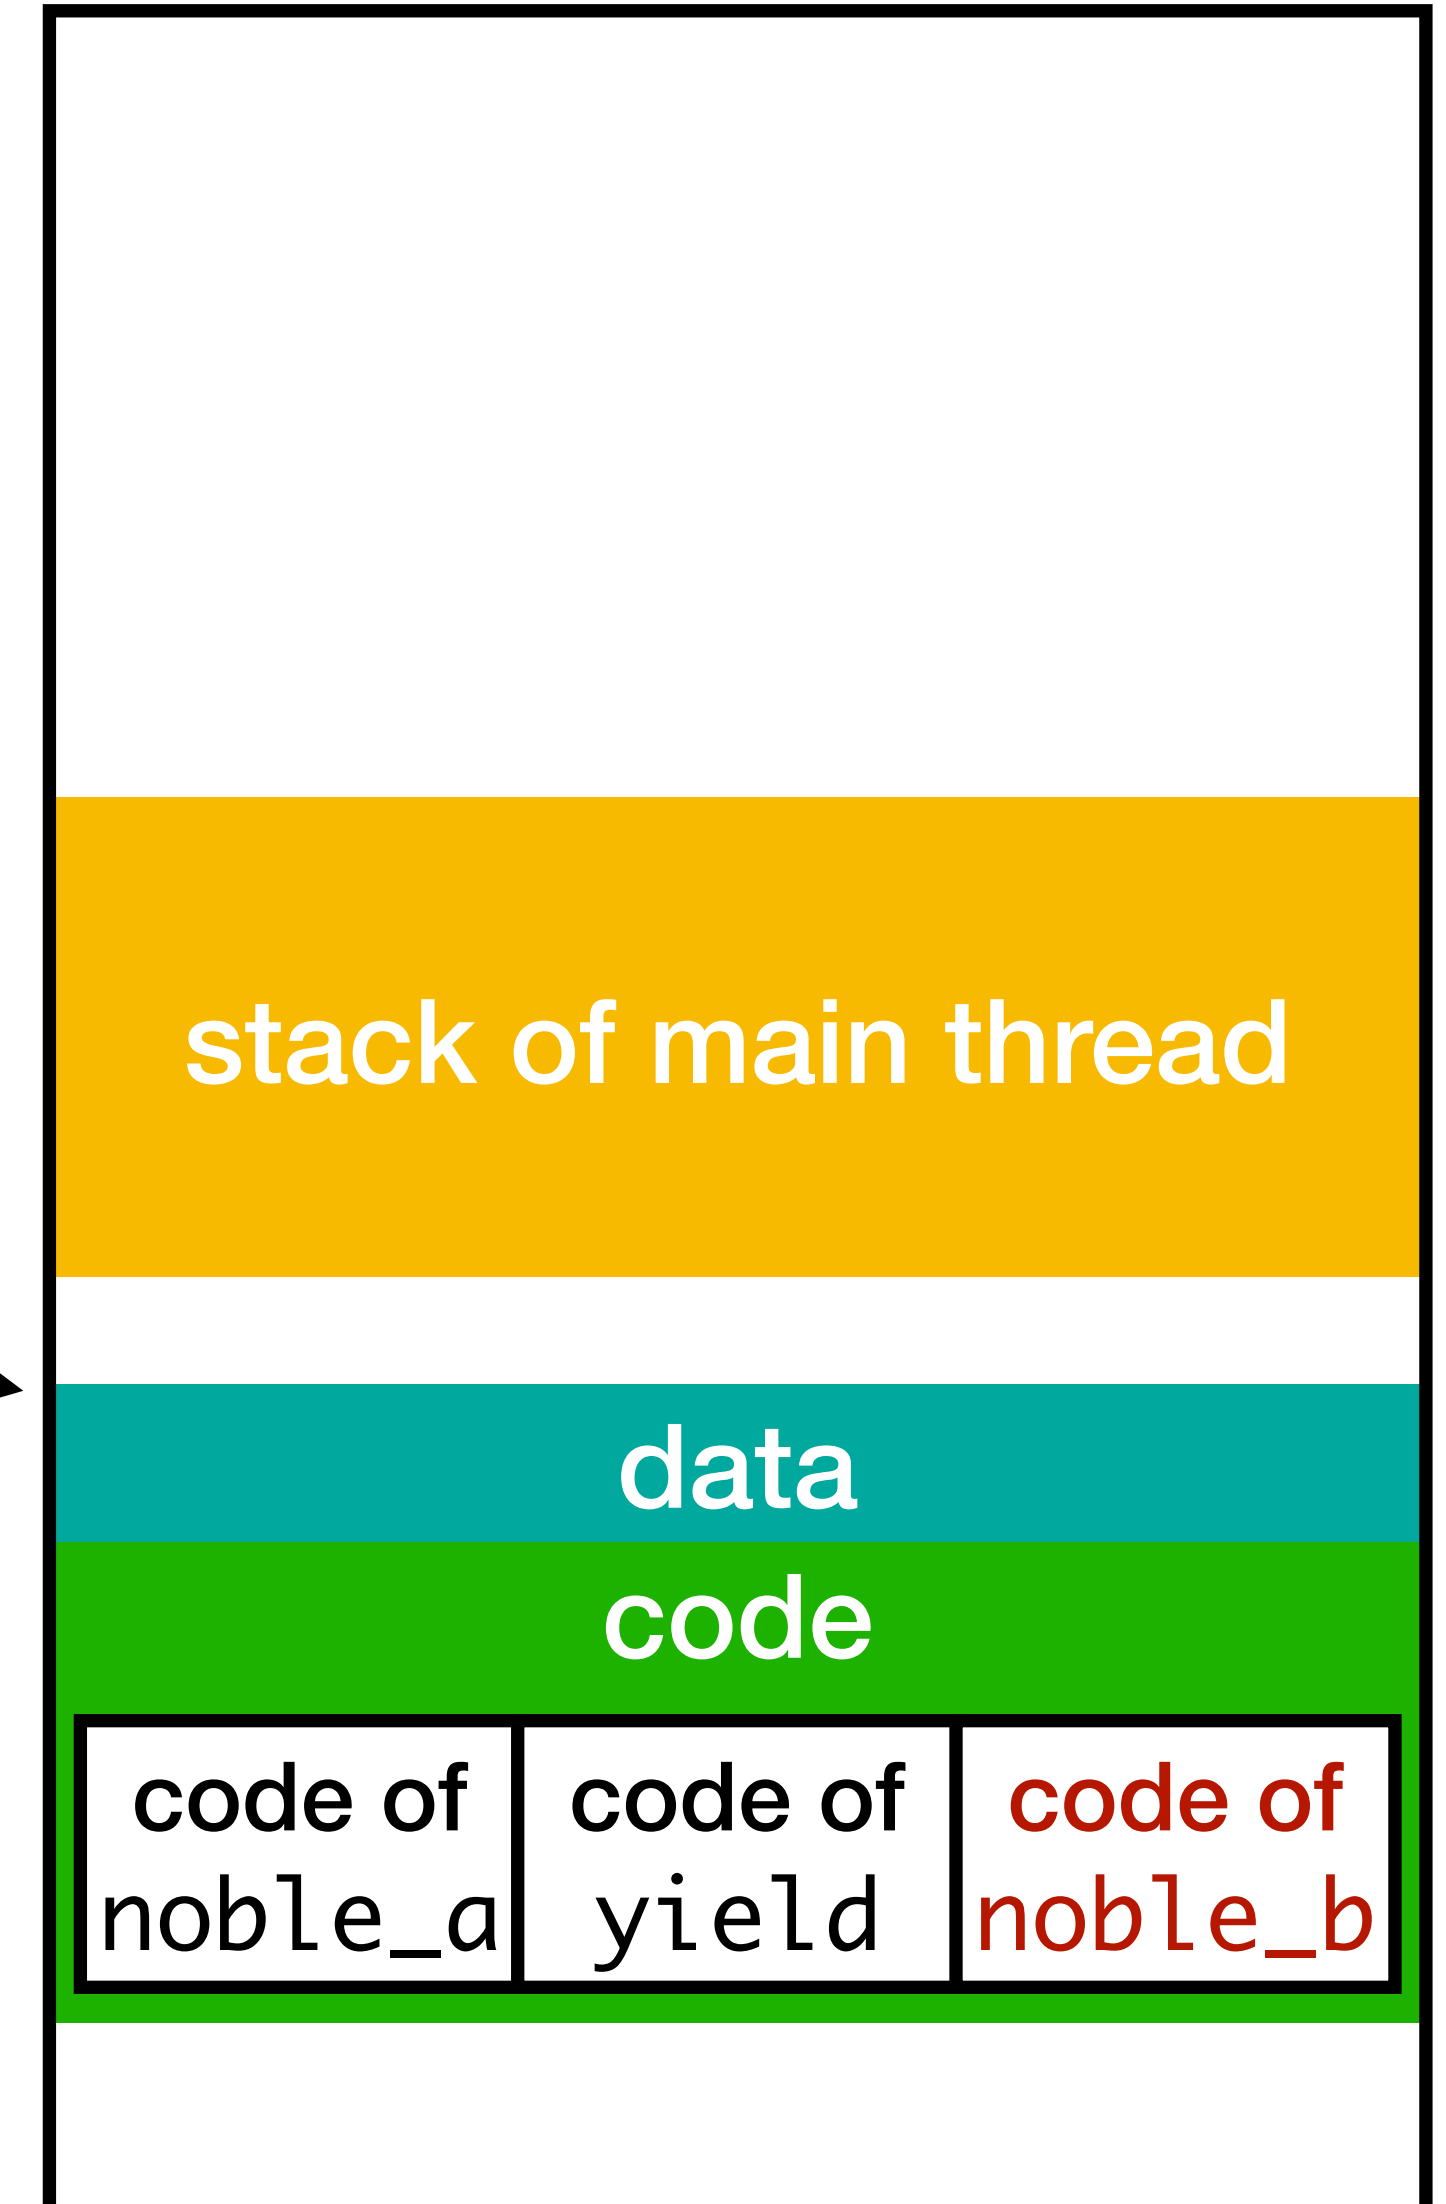 stack of main thread
data
code
code of
noble_a
code of
yield
code of
noble_b